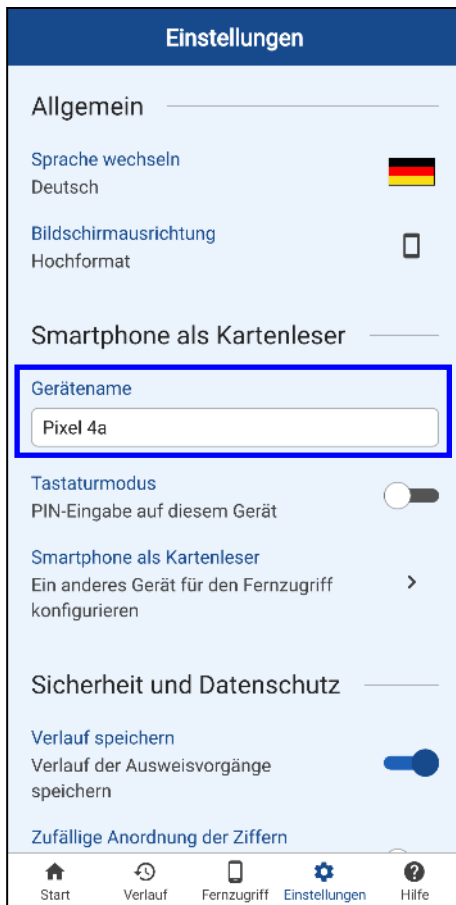 Einstellungen
Allgemein
Sprache wechseln
Deutsch
Bildschirmausrichtung
Hochformat
Smartphone als Kartenleser
Gerätename
Pixel 4a
Tastaturmodus
PIN-Eingabe auf diesem Gerät
Smartphone als Kartenleser
Ein anderes Gerät für den Fernzugriff
konfigurieren
Sicherheit und Datenschutz
Verlauf speichern
Verlauf der Ausweisvorgänge
speichern
Zufällige Anordnung der Ziffern
Start Verlauf Fernzugriff Einstellungen Hilfe